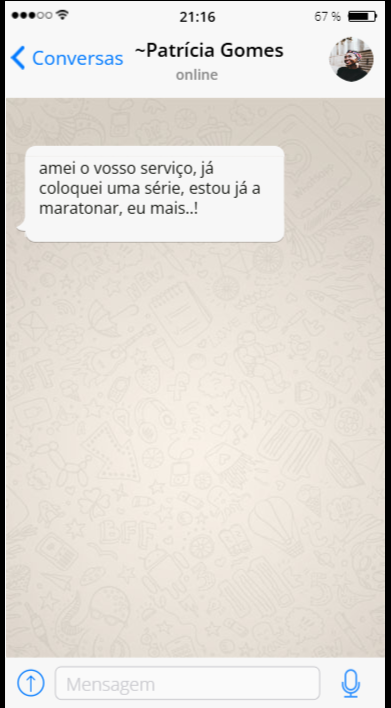 21:16
67 %
Conversas
~Patrícia Gomes
online
amei o vosso serviço, já
coloquei uma série, estou já a
maratonar, eu mais..!
Mensagem